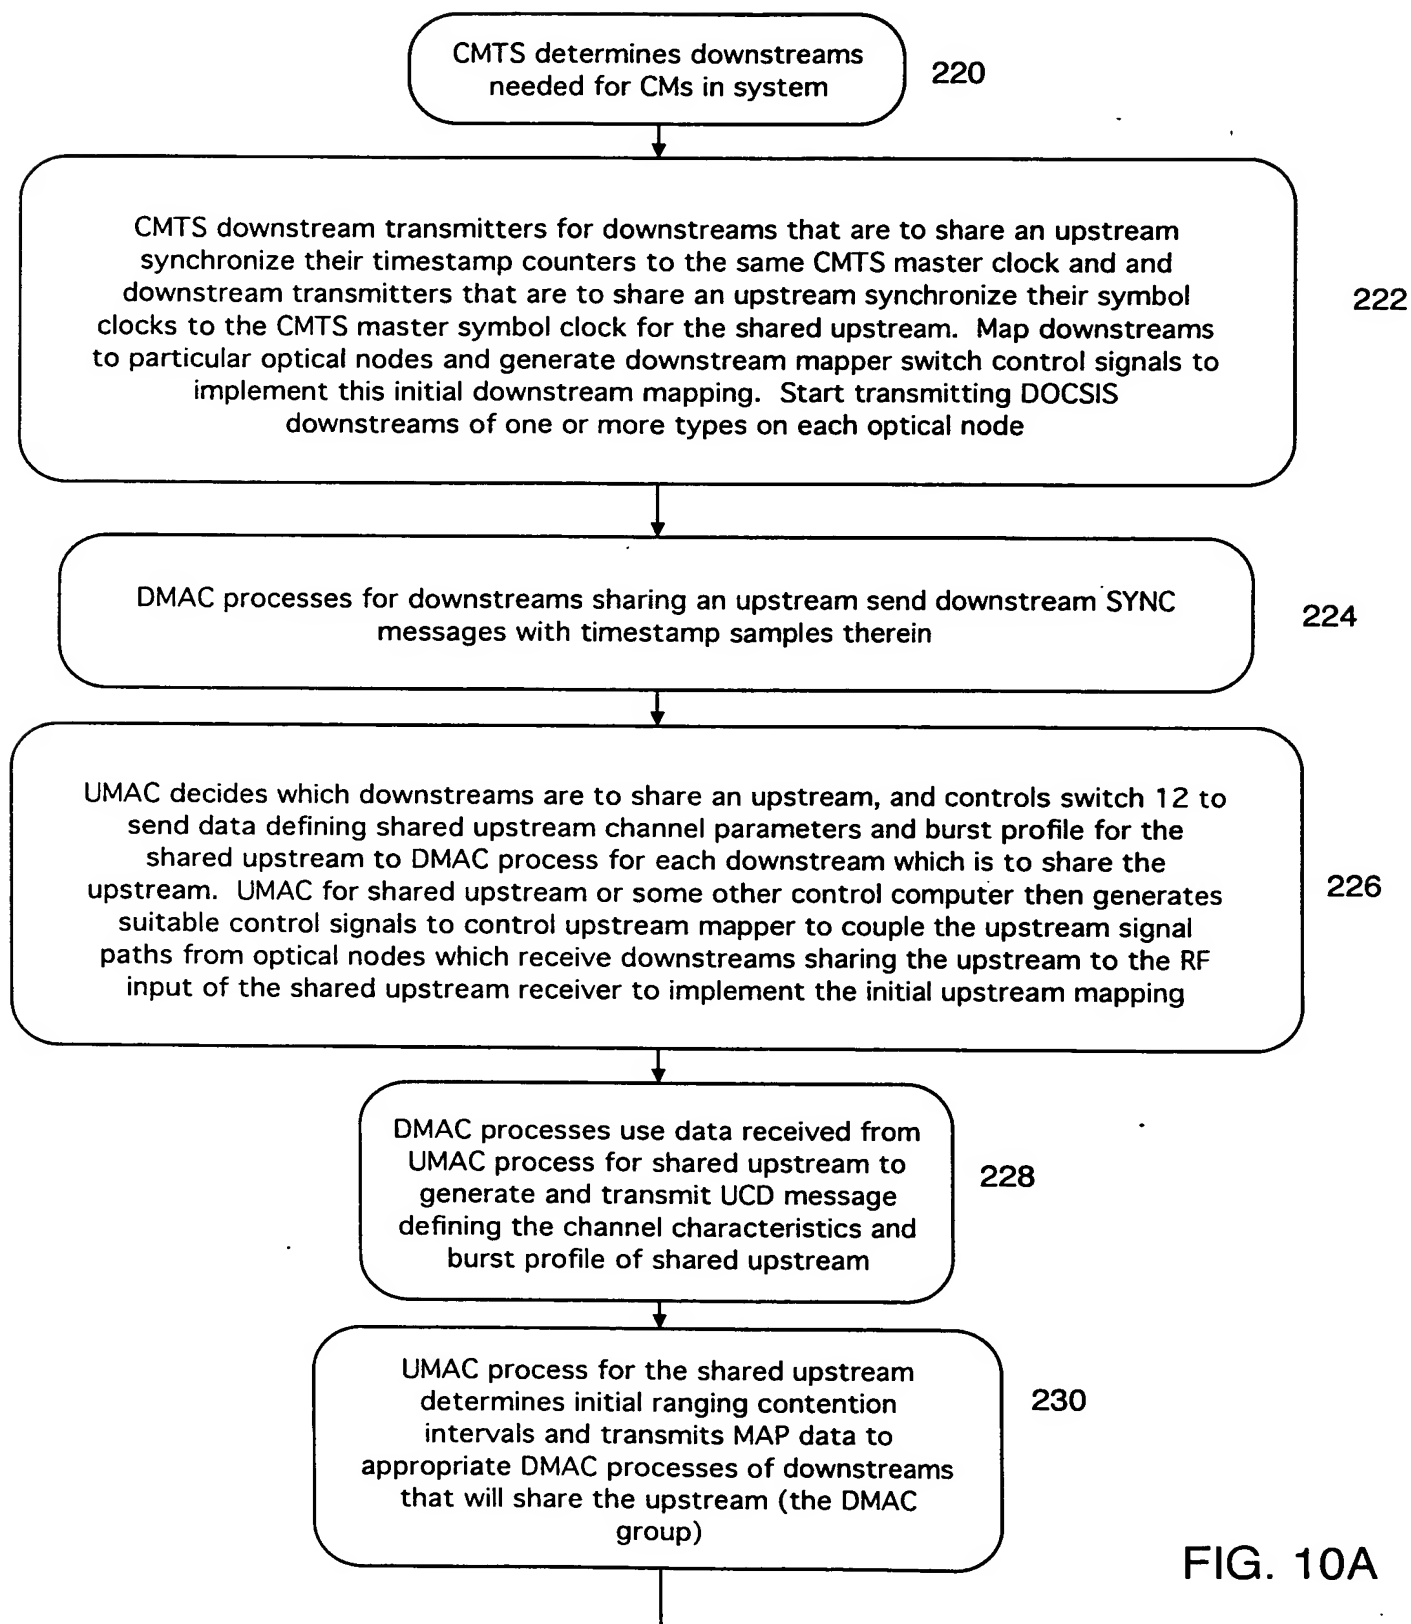 CMTS determines downstreams
needed for CMs in system
220
CMTS downstream transmitters for downstreams that are to share an upstream
synchronize their timestamp counters to the same CMTS master clock and and
downstream transmitters that are to share an upstream synchronize their symbol
clocks to the CMTS master symbol clock for the shared upstream.  Map downstreams
to particular optical nodes and generate downstream mapper switch control signals to
implement this initial downstream mapping.  Start transmitting DOCSIS
downstreams of one or more types on each optical node
222
DMAC processes for downstreams sharing an upstream send downstream SYNC
messages with timestamp samples therein
224
UMAC decides which downstreams are to share an upstream, and controls switch 12 to
send data defining shared upstream channel parameters and burst profile for the
shared upstream to DMAC process for each downstream which is to share the
upstream.  UMAC for shared upstream or some other control computer then generates
suitable control signals to control upstream mapper to couple the upstream signal
paths from optical nodes which receive downstreams sharing the upstream to the RF
input of the shared upstream receiver to implement the initial upstream mapping
226
DMAC processes use data received from
UMAC process for shared upstream to
generate and transmit UCD message
defining the channel characteristics and
burst profile of shared upstream
228
UMAC process for the shared upstream
determines initial ranging contention
intervals and transmits MAP data to
appropriate DMAC processes of downstreams
that will share the upstream (the DMAC
group)
230
FIG. 10A